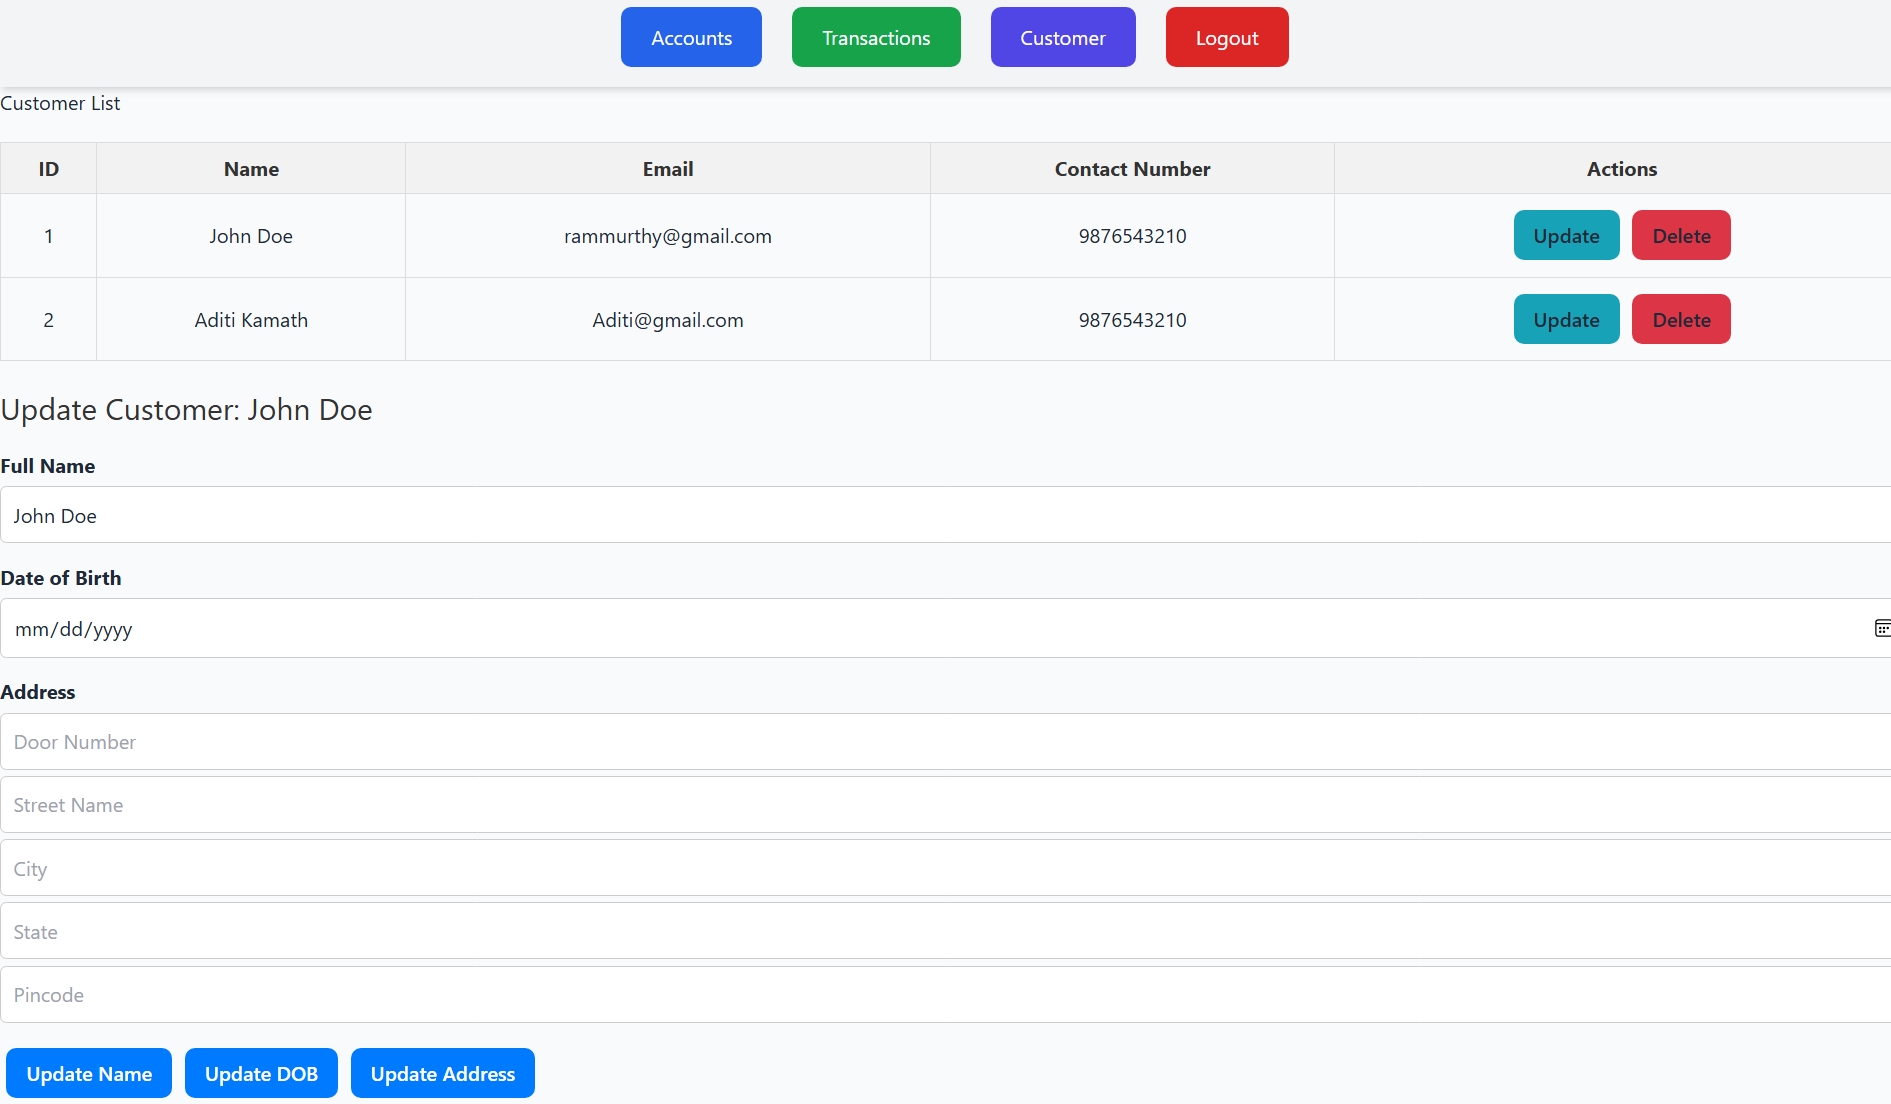 Accounts Transactions Customer Logout
Customer List
ID Name Email Contact Number Actions
1 John Doe rammurthy@gmail.com 9876543210 Update Delete
2 Aditi Kamath Aditi@gmail.com 9876543210 Update Delete
Update Customer: John Doe
Full Name
John Doe
Date of Birth
mm/dd/yyyy
Address
Door Number
Street Name
City
State
Pincode
Update Name Update DOB Update Address